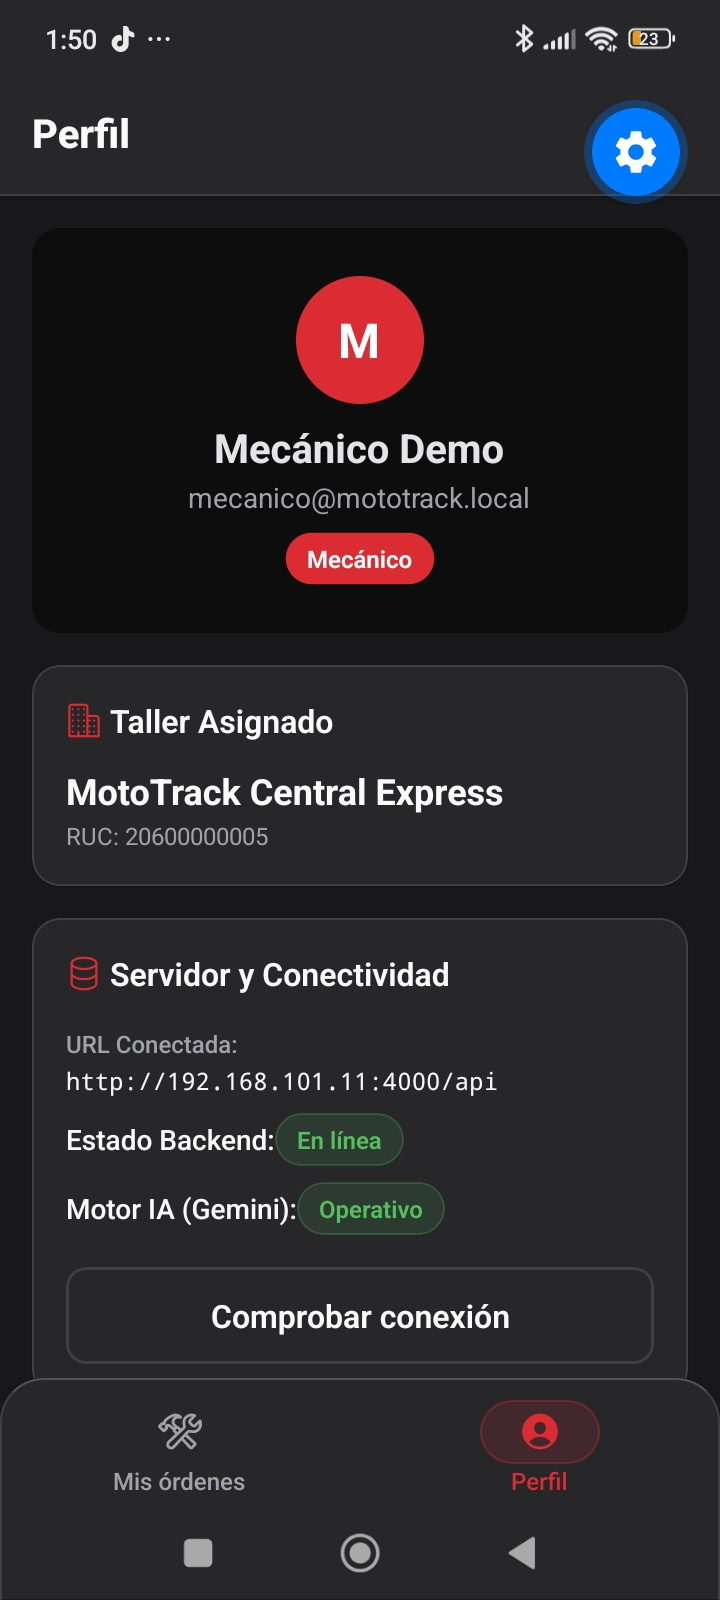 1:50
23
Perfil
M
Mecánico Demo
mecanico@mototrack.local
Mecánico
Taller Asignado
MotoTrack Central Express
RUC: 20600000005
Servidor y Conectividad
URL Conectada:
http://192.168.101.11:4000/api
Estado Backend: En línea
Motor IA (Gemini): Operativo
Comprobar conexión
Mis órdenes
Perfil